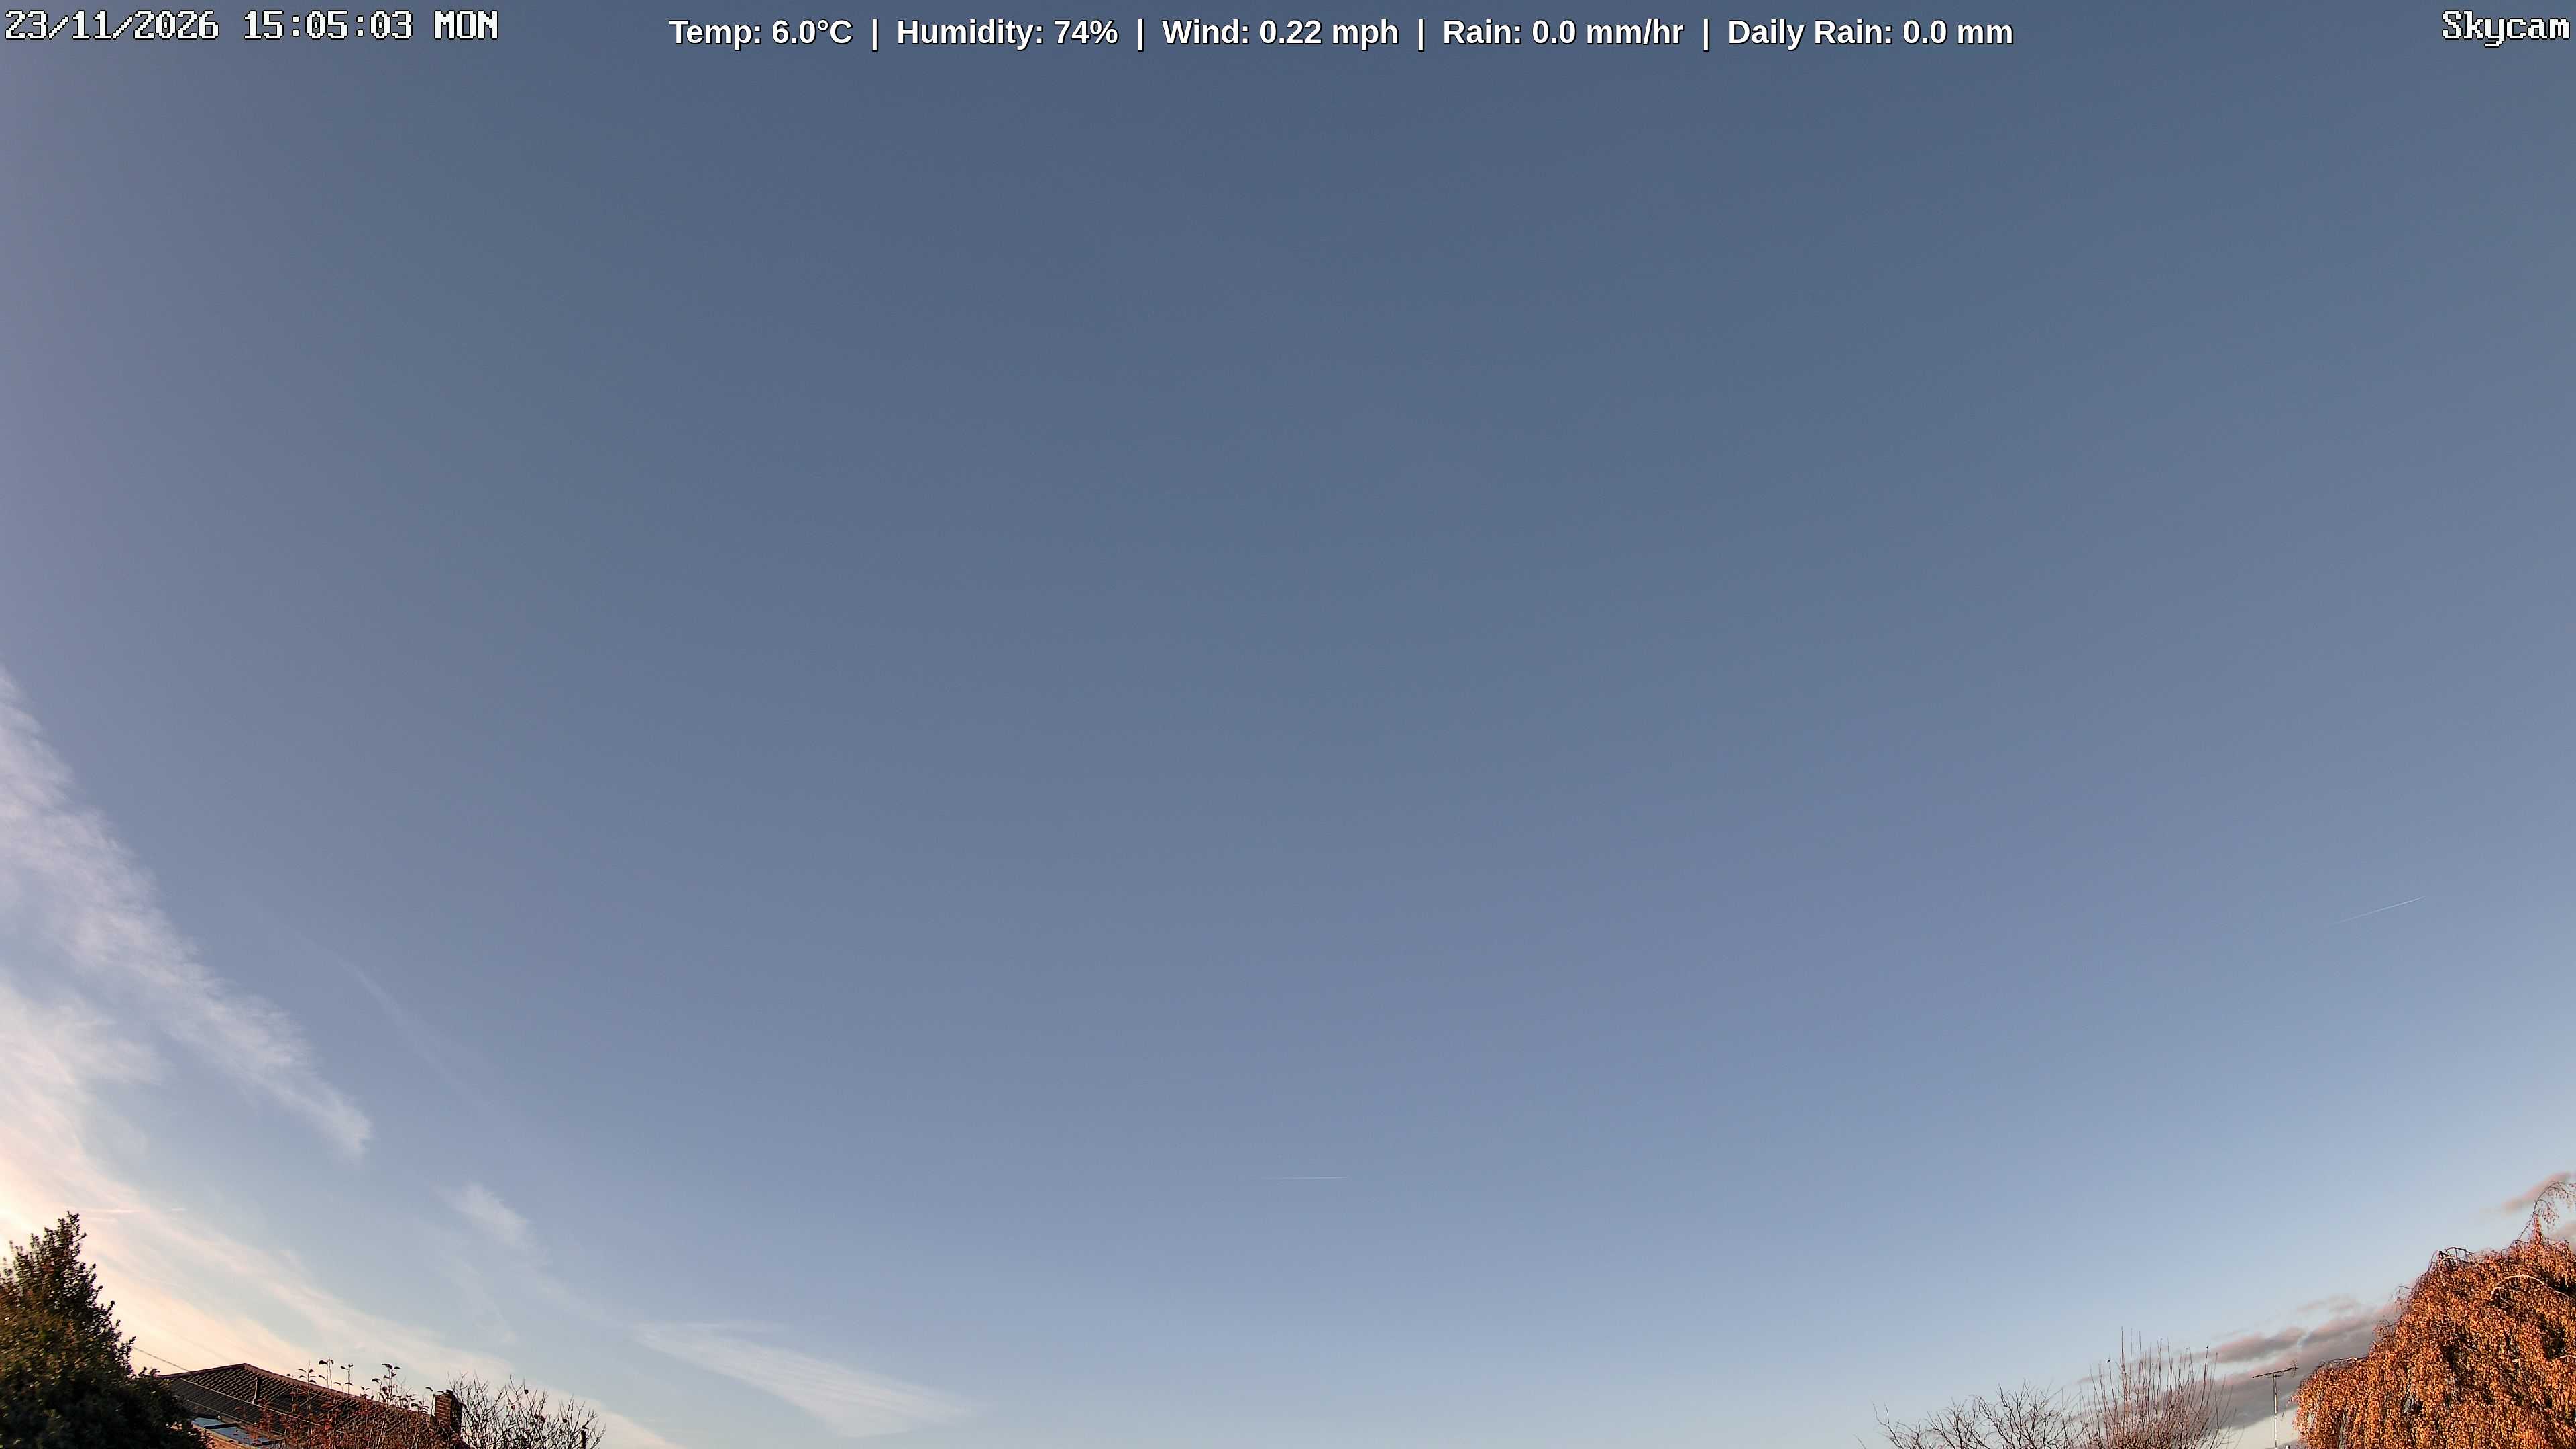 23/11/2026 15:05:03 MON
Temp: 6.0°C | Humidity: 74% | Wind: 0.22 mph | Rain: 0.0 mm/hr | Daily Rain: 0.0 mm
Skycam